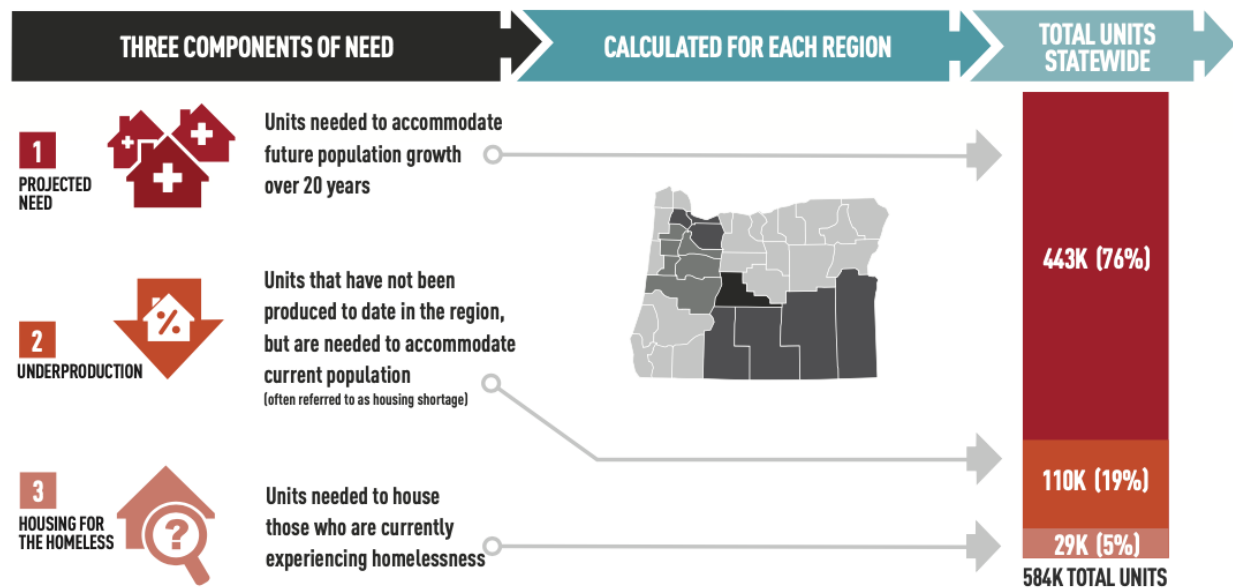 THREE COMPONENTS OF NEED
CALCULATED FOR EACH REGION
TOTAL UNITS
STATEWIDE
1
PROJECTED
NEED
Units needed to accommodate
future population growth
over 20 years
443K (76%)
2
UNDERPRODUCTION
%
Units that have not been
produced to date in the region,
but are needed to accommodate
current population
(often referred to as housing shortage)
110K (19%)
3
HOUSING FOR
THE HOMELESS
?
Units needed to house
those who are currently
experiencing homelessness
29K (5%)
584K TOTAL UNITS